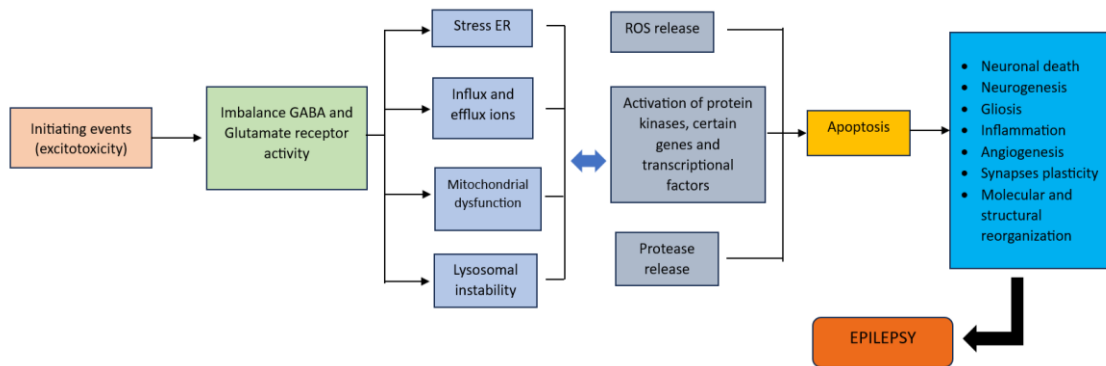 Initiating events
(excitotoxicity)
Imbalance GABA and
Glutamate receptor
activity
Stress ER
Influx and
efflux ions
Mitochondrial
dysfunction
Lysosomal
instability
ROS release
Activation of protein
kinases, certain
genes and
transcriptional
factors
Protease
release
Apoptosis
• Neuronal death
• Neurogenesis
• Gliosis
• Inflammation
• Angiogenesis
• Synapses plasticity
• Molecular and
structural
reorganization
EPILEPSY